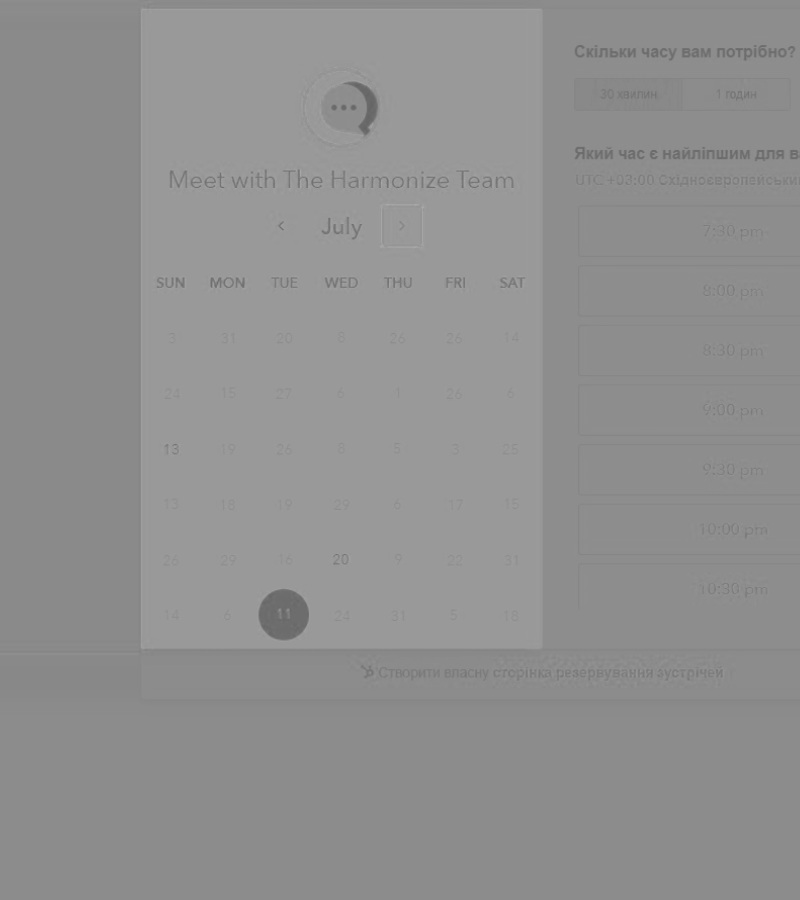 Meet with The Harmonize Team
July
SUN MON TUE WED THU FRI SAT
3 31 20 8 26 26 14
24 15 27 6 1 26 6
13 19 26 8 5 3 25
13 18 19 29 6 17 15
26 29 16 20 9 22 31
14 6 11 24 31 5 18
Скільки часу вам потрібно?
30 хвилин 1 годин
Який час є найліпшим для в
UTC +03:00 Східноєвропейськи
7:30 pm
8:00 pm
8:30 pm
9:00 pm
9:30 pm
10:00 pm
10:30 pm
Створити власну сторінка резервування зустрічей